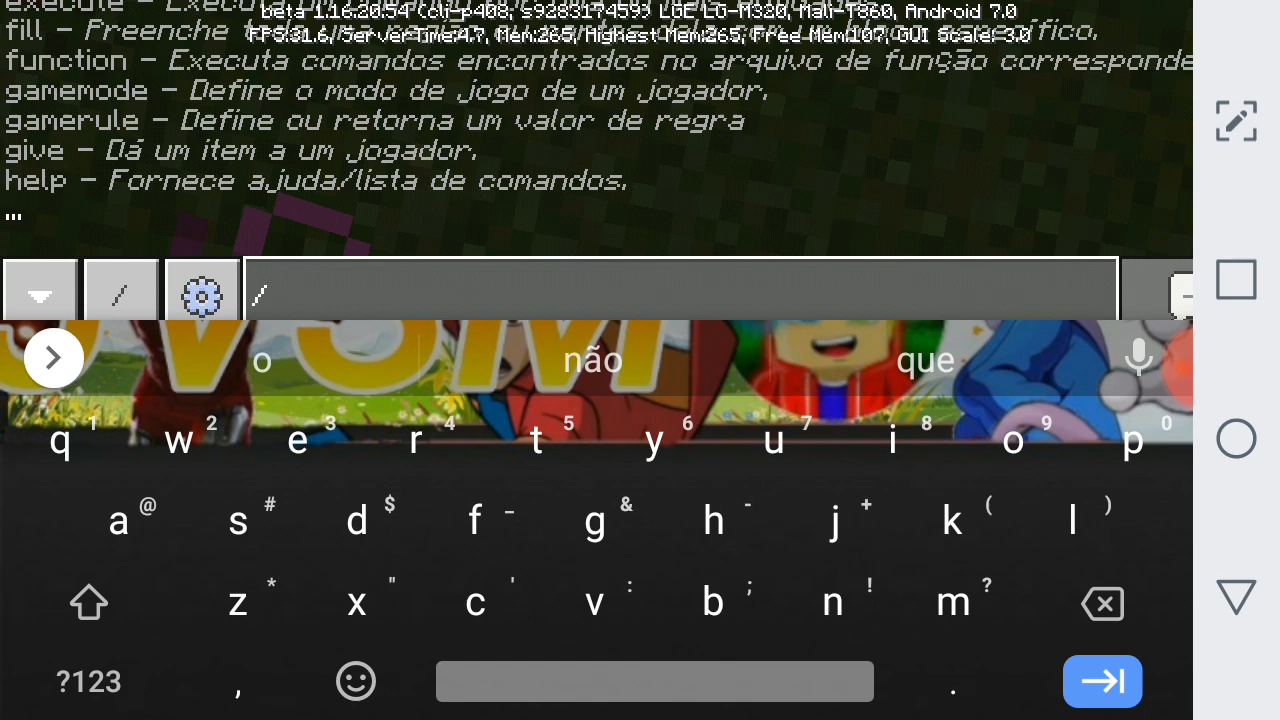 execute - Execu
beta 1.16.20.54
LGE LG-M320, Mali-T860, Android 7.0
fill - Preenche
FPS:31.6, ServerTime:4.7, Mem:265, Highest Mem:265, Free Mem:107, GUI Scale: 3.0
function - Executa comandos encontrados no arquivo de função corresponde
gamemode - Define o modo de jogo de um jogador.
gamerule - Define ou retorna um valor de regra
give - Dá um item a um jogador.
help - Fornece ajuda/lista de comandos.
...
/ /
o não que
q 1 w 2 e 3 r 4 t 5 y 6 u 7 i 8 o 9 p 0
a @ s # d $ f _ g & h - j + k ( l )
z * x " c ' v : b ; n ! m ?
?123 , .